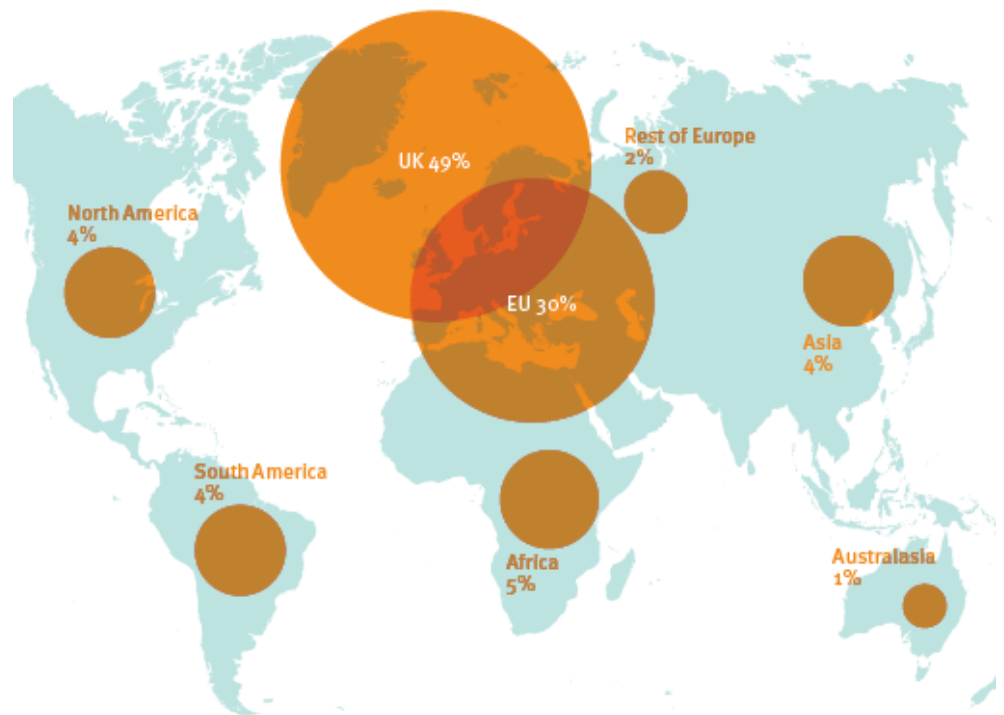 UK 49%
Rest of Europe
2%
North America
4%
EU 30%
Asia
4%
South America
4%
Africa
5%
Australasia
1%